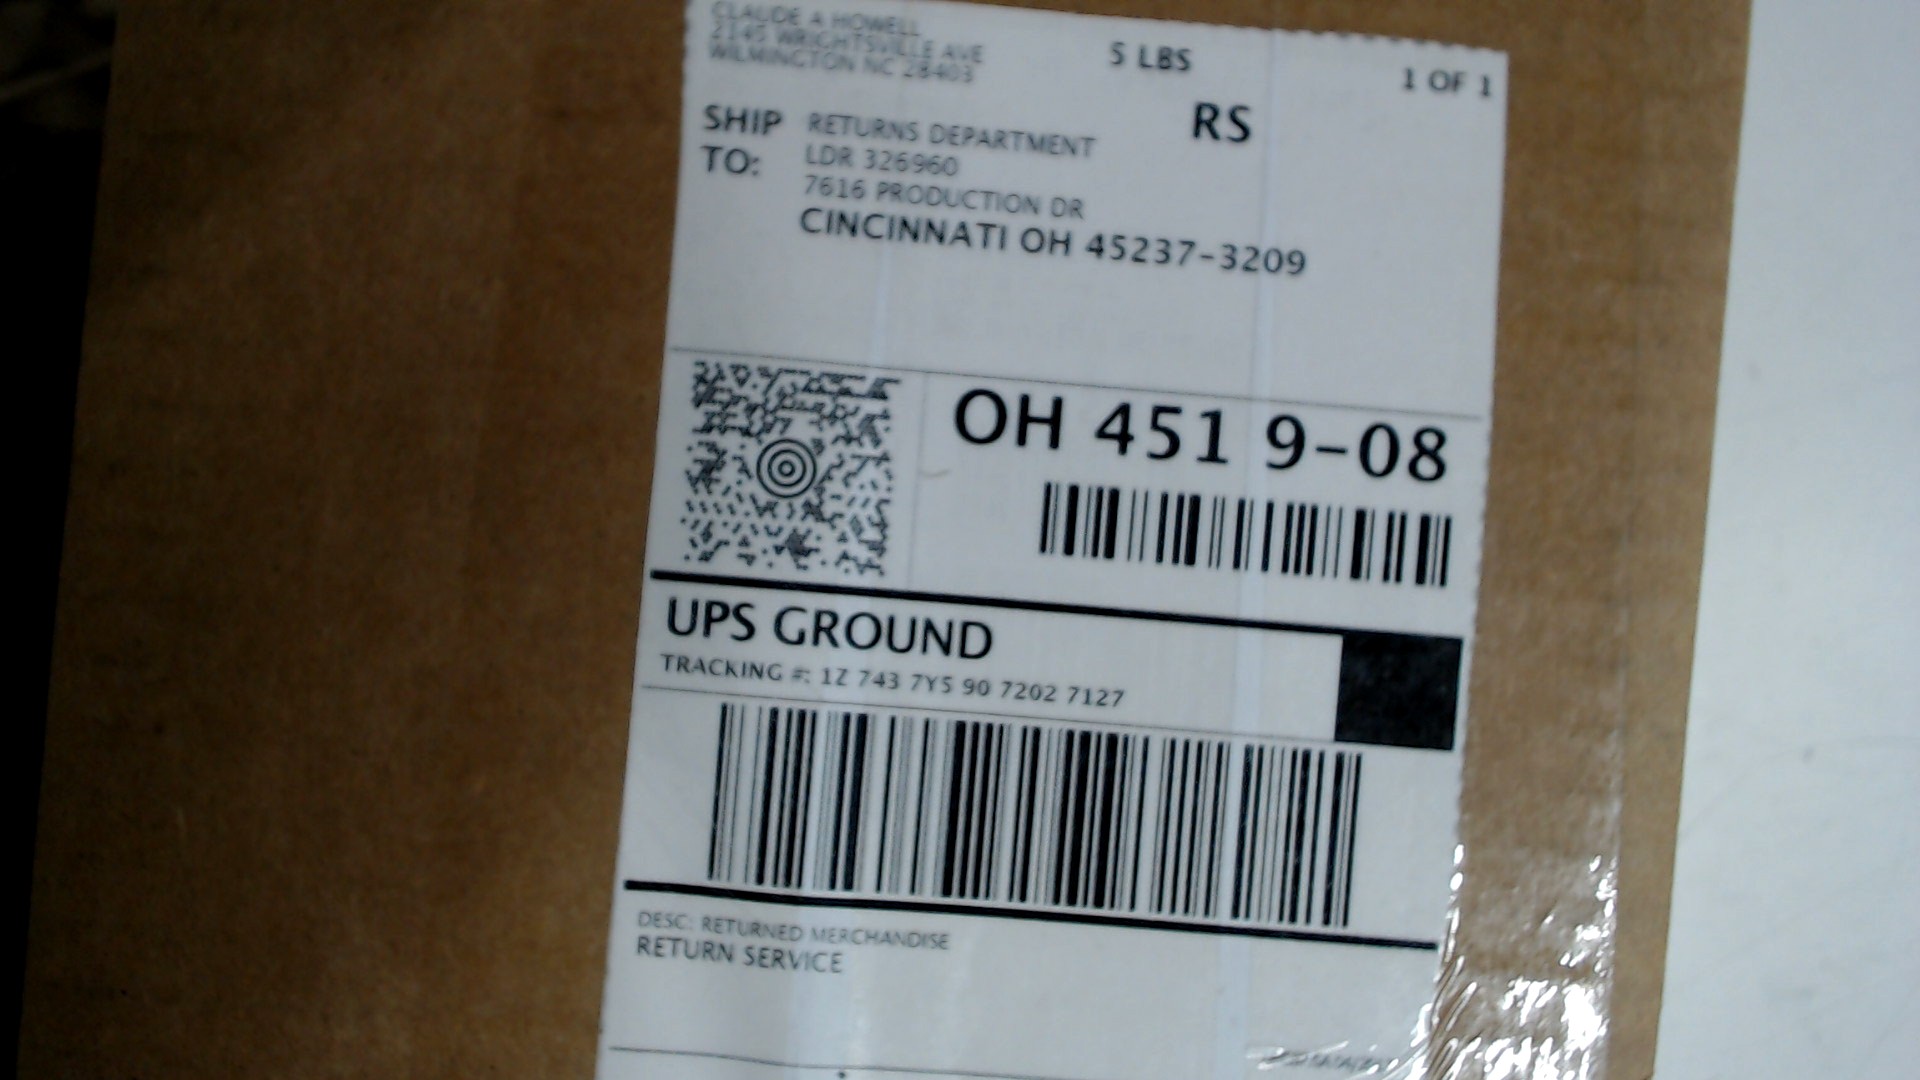 CLAUDE A HOWELL
2145 WRIGHTSVILLE AVE
WILMINGTON NC 28403
5 LBS
1 OF 1
RS
SHIP TO:
RETURNS DEPARTMENT
LDR 326960
7616 PRODUCTION DR
CINCINNATI OH 45237-3209
OH 451 9-08
UPS GROUND
TRACKING #: 1Z 743 7Y5 90 7202 7127
DESC: RETURNED MERCHANDISE
RETURN SERVICE